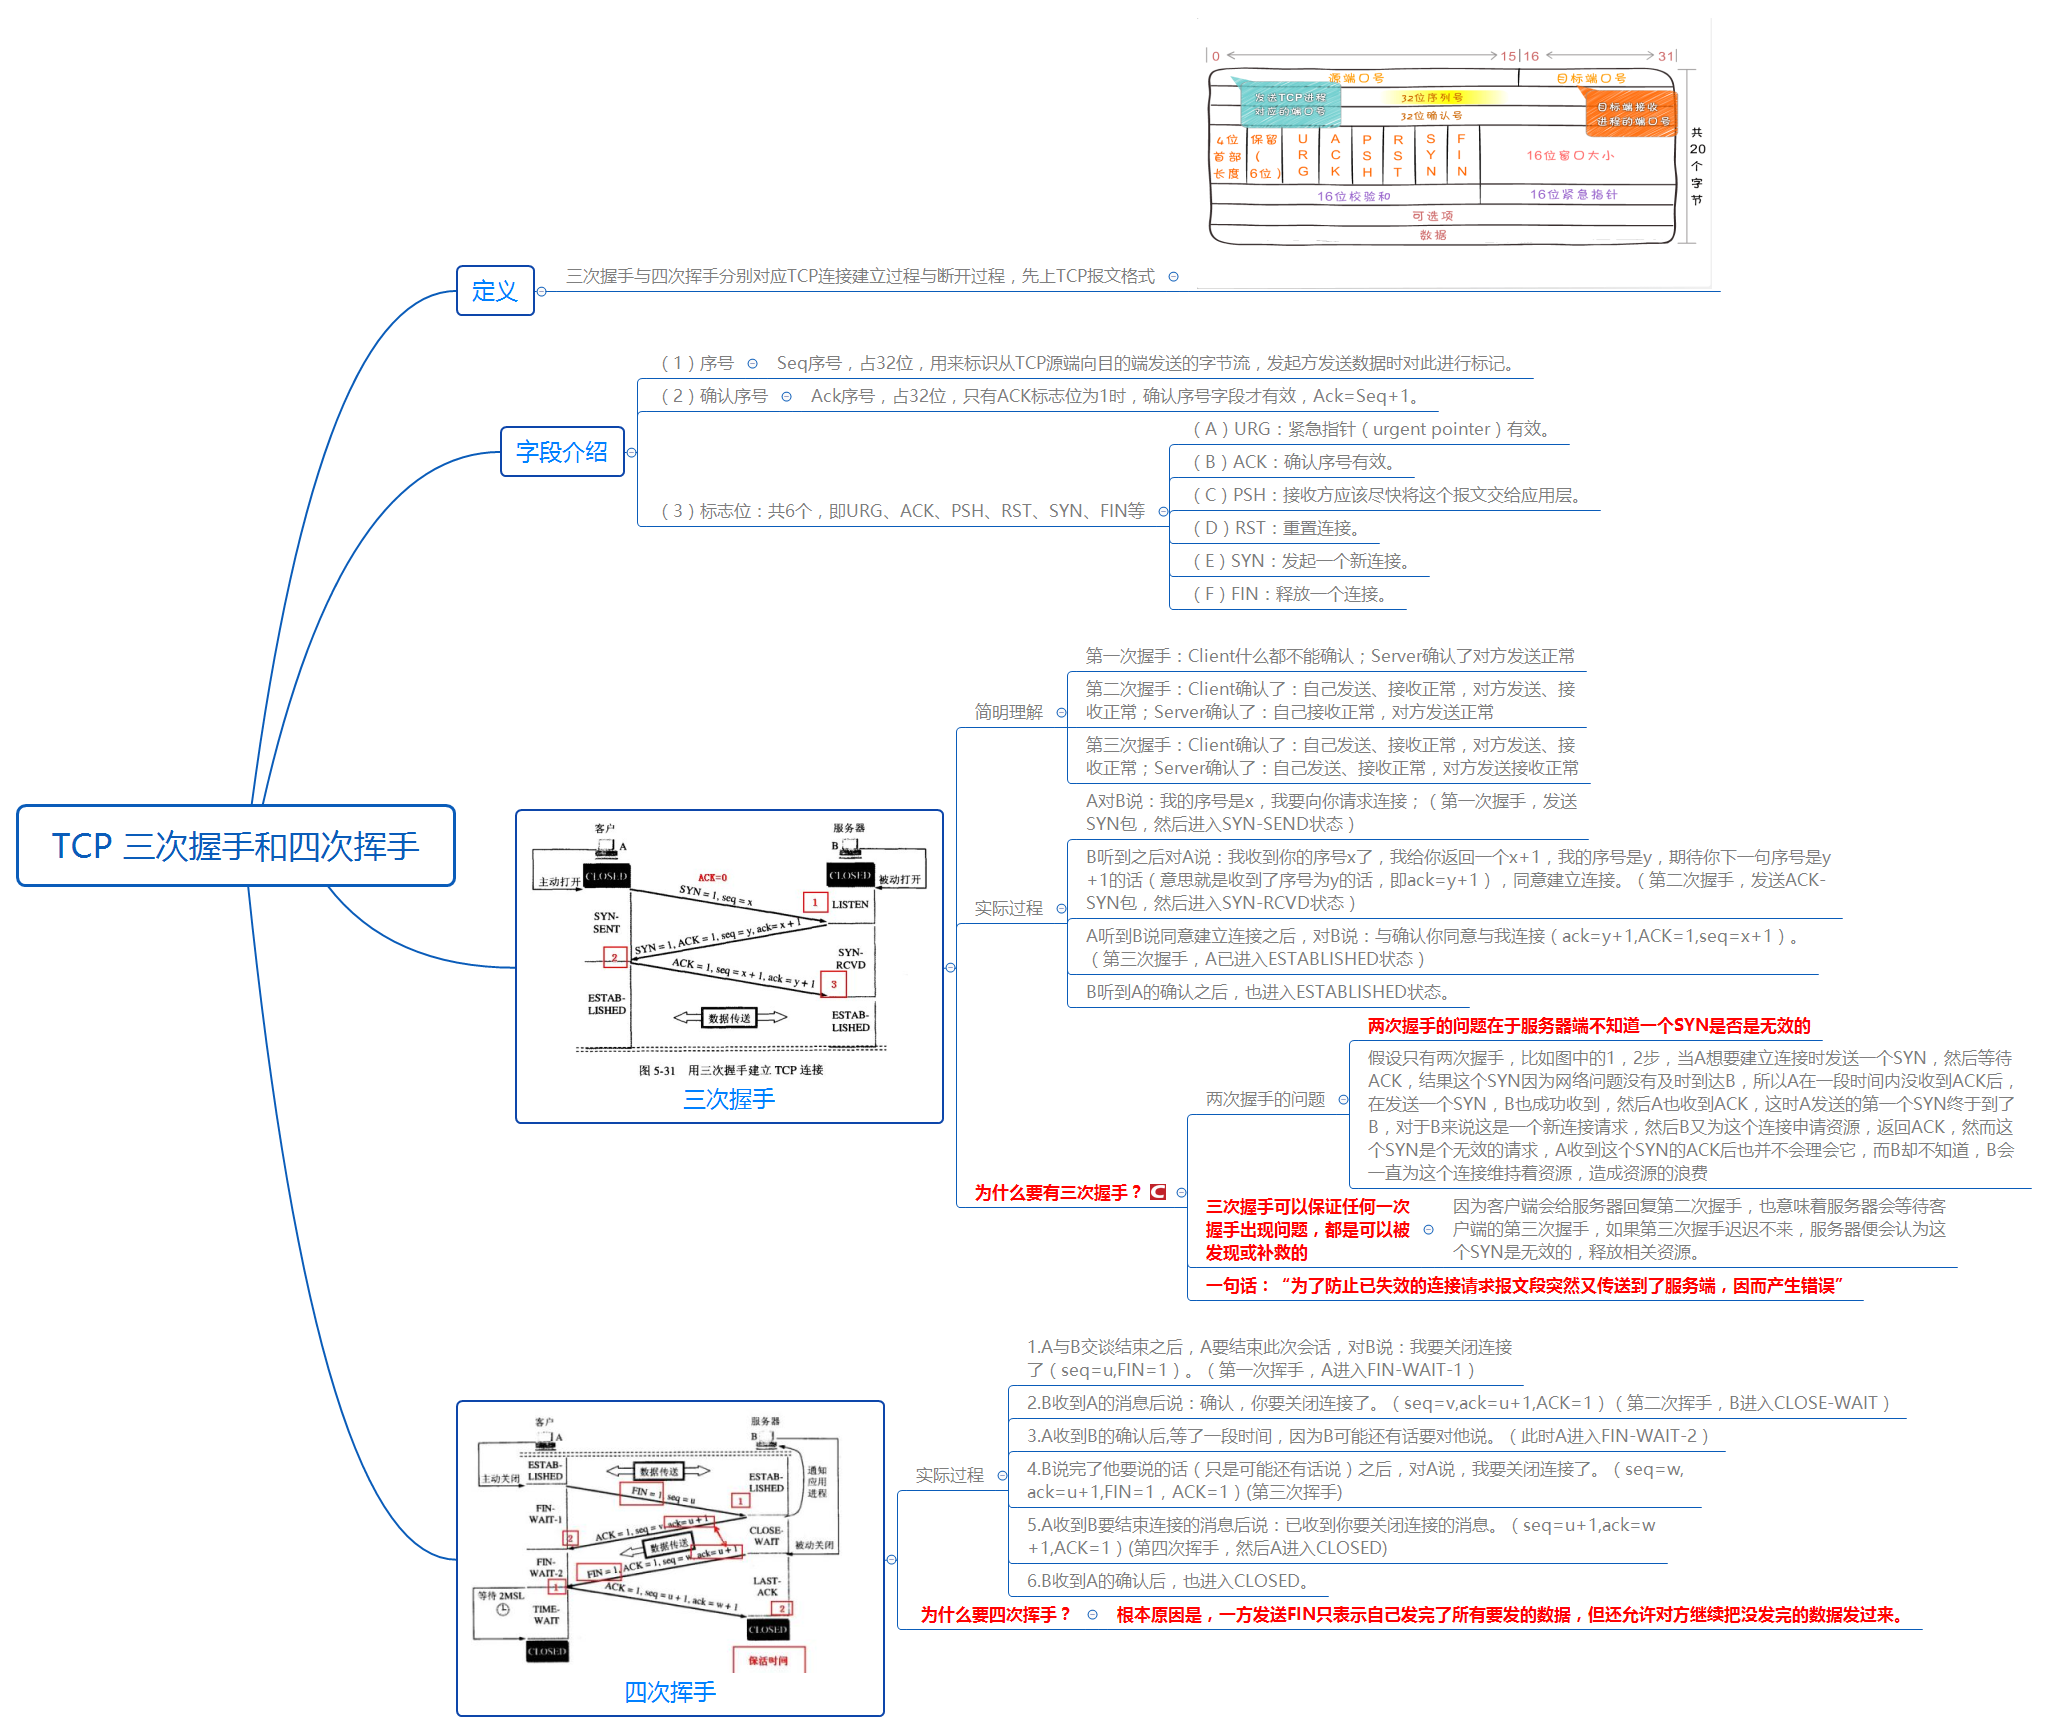 0
15
16
31
源端口号
目标端口号
发送TCP进程
对应的端口号
32位序列号
32位确认号
目标端接收
进程的端口号
4位
首部
长度
保留
(
6位)
URG
ACK
PSH
RST
SYN
FIN
16位窗口大小
16位校验和
16位紧急指针
可选项
数据
共
20
个
字
节
定义
三次握手与四次挥手分别对应TCP连接建立过程与断开过程，先上TCP报文格式
字段介绍
（1）序号
Seq序号，占32位，用来标识从TCP源端向目的端发送的字节流，发起方发送数据时对此进行标记。
（2）确认序号
Ack序号，占32位，只有ACK标志位为1时，确认序号字段才有效，Ack=Seq+1。
（3）标志位：共6个，即URG、ACK、PSH、RST、SYN、FIN等
（A）URG：紧急指针（urgent pointer）有效。
（B）ACK：确认序号有效。
（C）PSH：接收方应该尽快将这个报文交给应用层。
（D）RST：重置连接。
（E）SYN：发起一个新连接。
（F）FIN：释放一个连接。
TCP 三次握手和四次挥手
客户
A
服务器
B
CLOSED
CLOSED
主动打开
被动打开
ACK=0
SYN = 1, seq = x
1
LISTEN
SYN-
SENT
SYN = 1, ACK = 1, seq = y, ack= x + 1
2
SYN-
RCVD
ACK = 1, seq = x + 1, ack = y + 1
3
ESTAB-
LISHED
数据传送
ESTAB-
LISHED
图 5-31 用三次握手建立 TCP 连接
三次握手
简明理解
第一次握手：Client什么都不能确认；Server确认了对方发送正常
第二次握手：Client确认了：自己发送、接收正常，对方发送、接
收正常；Server确认了：自己接收正常，对方发送正常
第三次握手：Client确认了：自己发送、接收正常，对方发送、接
收正常；Server确认了：自己发送、接收正常，对方发送接收正常
实际过程
A对B说：我的序号是x，我要向你请求连接；（第一次握手，发送
SYN包，然后进入SYN-SEND状态）
B听到之后对A说：我收到你的序号x了，我给你返回一个x+1，我的序号是y，期待你下一句序号是y
+1的话（意思就是收到了序号为y的话，即ack=y+1），同意建立连接。（第二次握手，发送ACK-
SYN包，然后进入SYN-RCVD状态）
A听到B说同意建立连接之后，对B说：与确认你同意与我连接（ack=y+1,ACK=1,seq=x+1）。
（第三次握手，A已进入ESTABLISHED状态）
B听到A的确认之后，也进入ESTABLISHED状态。
为什么要有三次握手？
两次握手的问题
两次握手的问题在于服务器端不知道一个SYN是否是无效的
假设只有两次握手，比如图中的1，2步，当A想要建立连接时发送一个SYN，然后等待
ACK，结果这个SYN因为网络问题没有及时到达B，所以A在一段时间内没收到ACK后，
在发送一个SYN，B也成功收到，然后A也收到ACK，这时A发送的第一个SYN终于到了
B，对于B来说这是一个新连接请求，然后B又为这个连接申请资源，返回ACK，然而这
个SYN是个无效的请求，A收到这个SYN的ACK后也并不会理会它，而B却不知道，B会
一直为这个连接维持着资源，造成资源的浪费
三次握手可以保证任何一次
握手出现问题，都是可以被
发现或补救的
因为客户端会给服务器回复第二次握手，也意味着服务器会等待客
户端的第三次握手，如果第三次握手迟迟不来，服务器便会认为这
个SYN是无效的，释放相关资源。
一句话：“为了防止已失效的连接请求报文段突然又传送到了服务端，因而产生错误”
客户
A
服务器
B
ESTAB-
LISHED
主动关闭
数据传送
通知
应用
进程
ESTAB-
LISHED
FIN = 1, seq = u
1
FIN-
WAIT-1
ACK = 1, seq = v, ack= u + 1
2
CLOSE-
WAIT
被动关闭
数据传送
FIN-
WAIT-2
FIN = 1, ACK = 1, seq = w, ack= u + 1
1
LAST-
ACK
等待 2MSL
ACK = 1, seq = u + 1, ack = w + 1
2
TIME-
WAIT
CLOSED
CLOSED
保活时间
四次挥手
实际过程
1.A与B交谈结束之后，A要结束此次会话，对B说：我要关闭连接
了（seq=u,FIN=1）。（第一次挥手，A进入FIN-WAIT-1）
2.B收到A的消息后说：确认，你要关闭连接了。（seq=v,ack=u+1,ACK=1）（第二次挥手，B进入CLOSE-WAIT）
3.A收到B的确认后,等了一段时间，因为B可能还有话要对他说。（此时A进入FIN-WAIT-2）
4.B说完了他要说的话（只是可能还有话说）之后，对A说，我要关闭连接了。（seq=w,
ack=u+1,FIN=1，ACK=1）(第三次挥手)
5.A收到B要结束连接的消息后说：已收到你要关闭连接的消息。（seq=u+1,ack=w
+1,ACK=1）(第四次挥手，然后A进入CLOSED)
6.B收到A的确认后，也进入CLOSED。
为什么要四次挥手？
根本原因是，一方发送FIN只表示自己发完了所有要发的数据，但还允许对方继续把没发完的数据发过来。